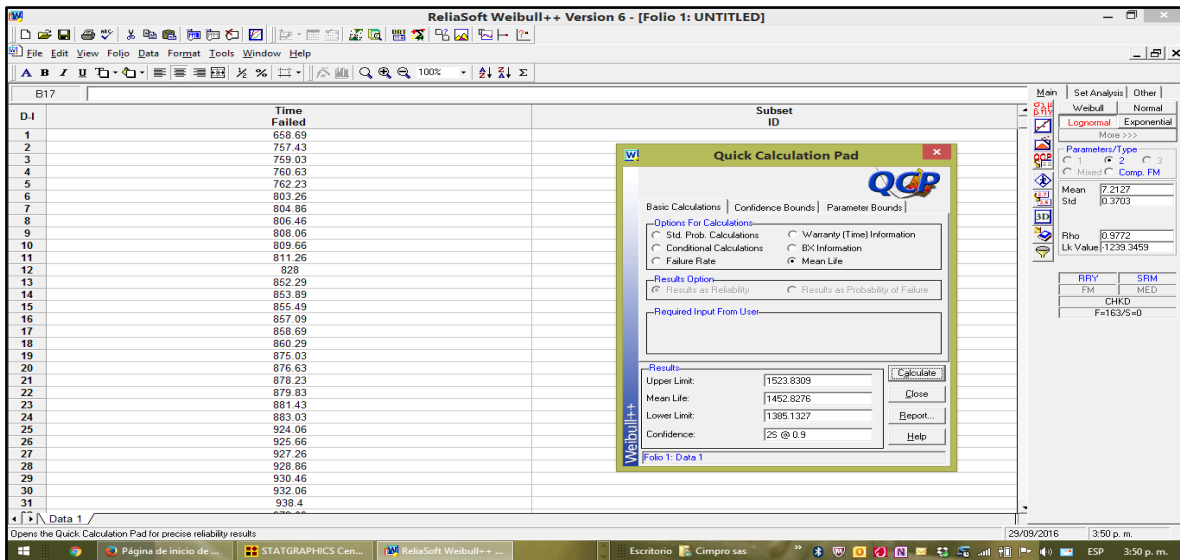 ReliaSoft Weibull++ Version 6 - [Folio 1: UNTITLED]
File Edit View Folio Data Format Tools Window Help
A B I U 100% Σ
B17
Main Set Analysis Other
D-I Time Failed Subset ID
1 658.69
2 757.43
3 759.03
4 760.63
5 762.23
6 803.26
7 804.86
8 806.46
9 808.06
10 809.66
11 811.26
12 828
13 852.29
14 853.89
15 855.49
16 857.09
17 858.69
18 860.29
19 875.03
20 876.63
21 878.23
22 879.83
23 881.43
24 883.03
25 924.06
26 925.66
27 927.26
28 928.86
29 930.46
30 932.06
31 938.4
Quick Calculation Pad
QCP
Basic Calculations Confidence Bounds Parameter Bounds
Options For Calculations
Std. Prob. Calculations Warranty (Time) Information
Conditional Calculations BX Information
Failure Rate Mean Life
Results Option
Results as Reliability Results as Probability of Failure
Required Input From User
Results
Upper Limit: 1523.8309 Calculate
Mean Life: 1452.8276 Close
Lower Limit: 1385.1327 Report...
Confidence: 2S @ 0.9 Help
Weibull++
Folio 1: Data 1
Weibull Normal
Lognormal Exponential
More >>>
Parameters/Type
1 2 3
Mixed Comp. FM
Mean 7.2127
Std 0.3703
Rho 0.9772
Lk Value -1239.3459
RRY SRM
FM MED
CHKD
F=163/S=0
QCP
3D
Data 1
Opens the Quick Calculation Pad for precise reliability results 29/09/2016 3:50 p. m.
Página de inicio de ... STATGRAPHICS Cen... ReliaSoft Weibull++ ... Escritorio Cimpro sas ESP 3:50 p. m.